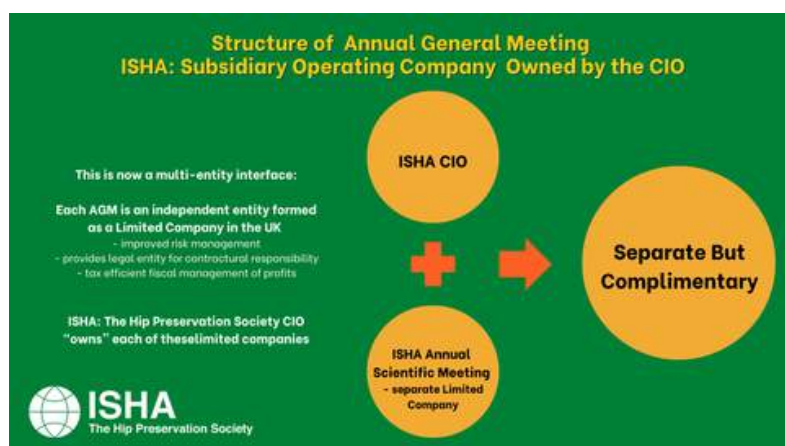 Structure of Annual General Meeting
ISHA: Subsidiary Operating Company Owned by the CIO
This is now a multi-entity interface:
Each AGM is an independent entity formed
as a Limited Company in the UK
- improved risk management
- provides legal entity for contractural responsibility
- tax efficient fiscal management of profits
ISHA: The Hip Preservation Society CIO
"owns" each of theselimited companies
ISHA CIO
ISHA Annual
Scientific Meeting
- separate Limited
Company
Separate But
Complimentary
ISHA
The Hip Preservation Society